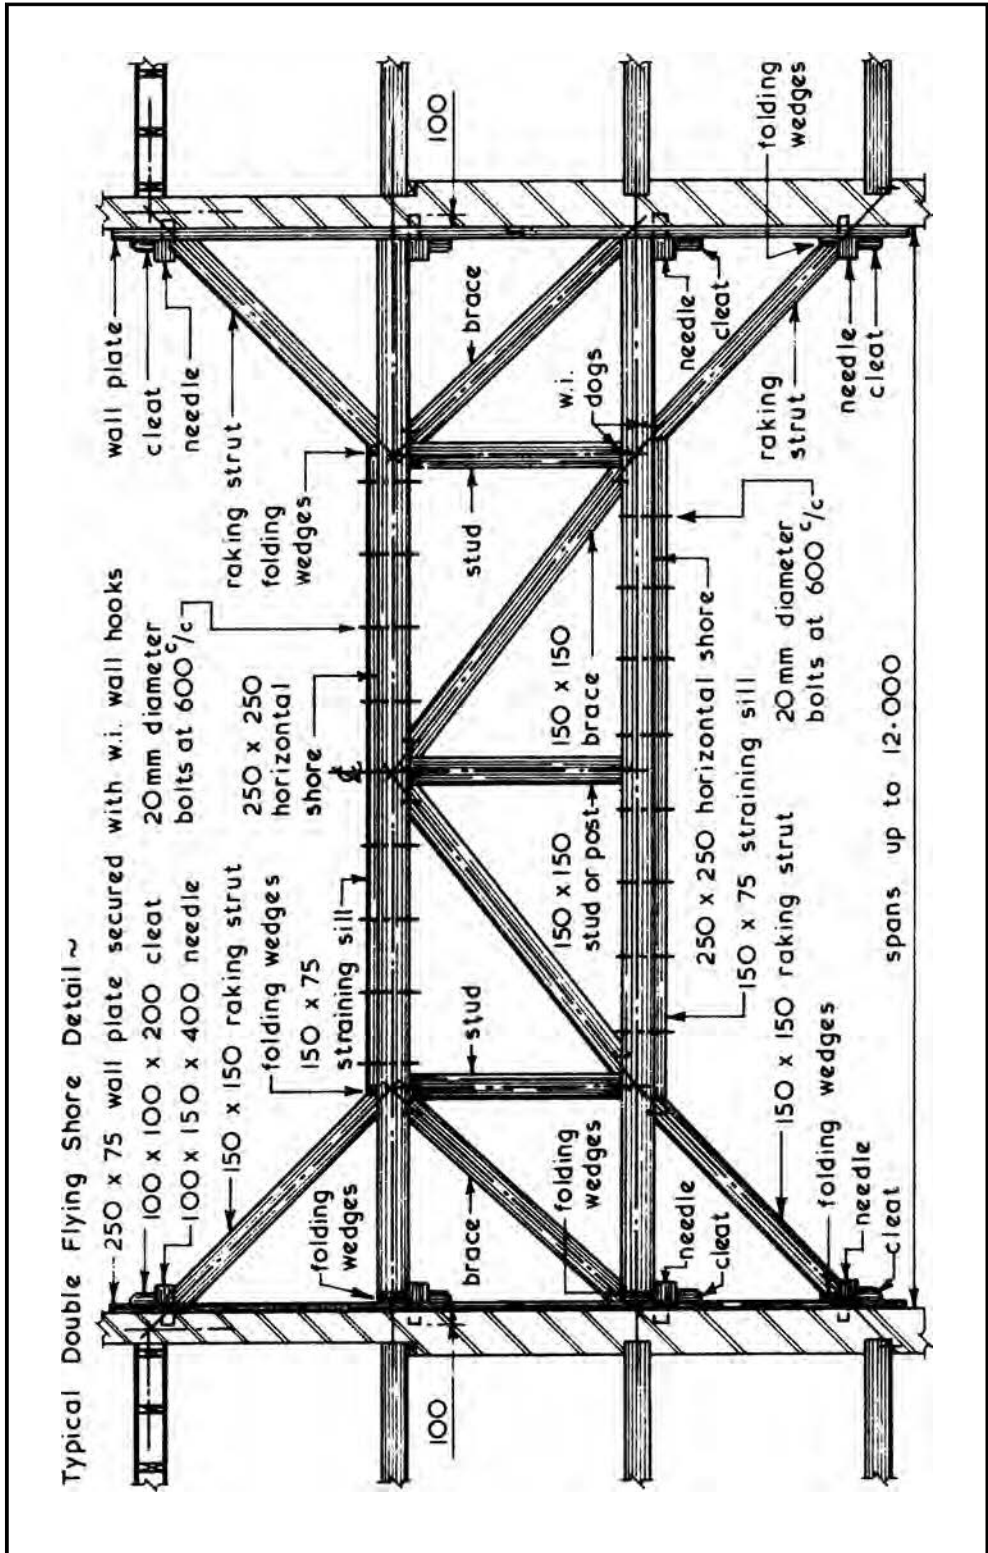 Typical Double Flying Shore Detail ~
250 x 75 wall plate secured with w.i. wall hooks
100 x 100 x 200 cleat
100 x 150 x 400 needle
150 x 150 raking strut
folding wedges
150 x 75
straining sill
20mm diameter
bolts at 600 c/c
250 x 250
horizontal
shore
wall plate
cleat
needle
raking strut
folding
wedges
folding
wedges
100
100
brace
stud
folding
wedges
needle
cleat
150 x 150
stud or post
150 x 150
brace
stud
brace
w.i.
dogs
needle
cleat
250 x 250 horizontal shore
150 x 75 straining sill
150 x 150 raking strut
20mm diameter
bolts at 600 c/c
raking
strut
folding
wedges
folding wedges
needle
cleat
needle
cleat
spans up to 12·000